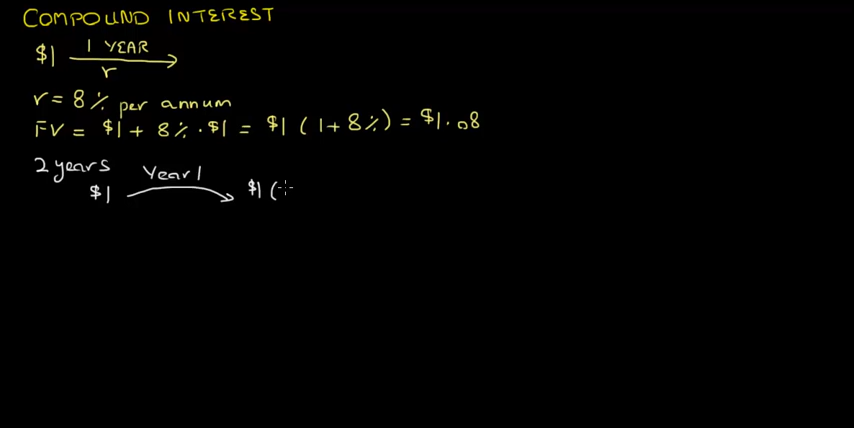 COMPOUND INTEREST
1 YEAR
$1
r
r = 8% per annum
FV = $1 + 8% · $1 = $1 (1+8%) = $1.08
2 years
Year 1
$1 $1 (